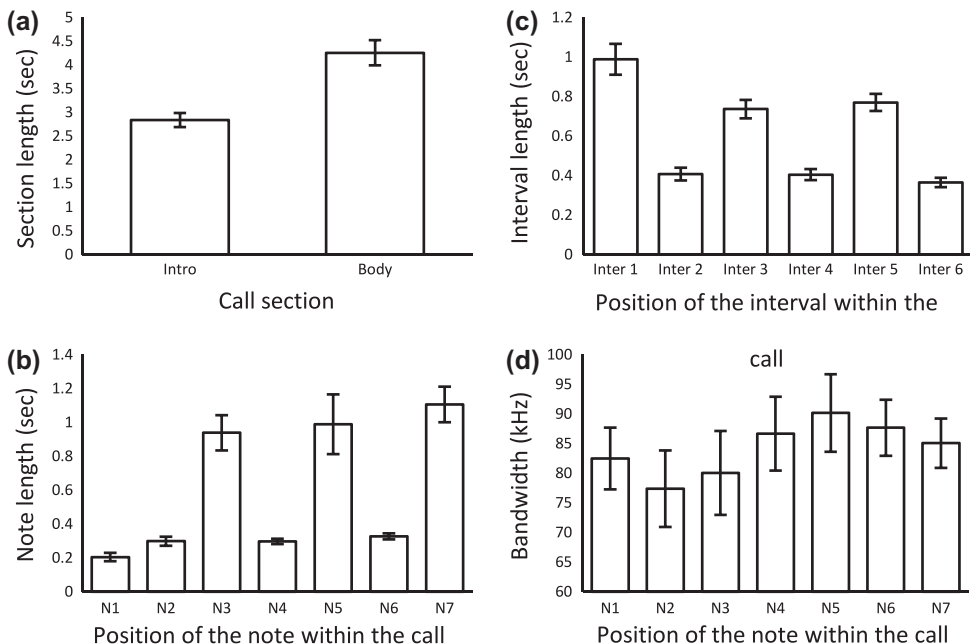 (a)
Section length (sec)
5
4.5
4
3.5
3
2.5
2
1.5
1
0.5
0
Intro Body
Call section
(c)
Interval length (sec)
1.2
1
0.8
0.6
0.4
0.2
0
Inter 1 Inter 2 Inter 3 Inter 4 Inter 5 Inter 6
Position of the interval within the
call
(b)
Note length (sec)
1.4
1.2
1
0.8
0.6
0.4
0.2
0
N1 N2 N3 N4 N5 N6 N7
Position of the note within the call
(d)
Bandwidth (kHz)
100
95
90
85
80
75
70
65
60
N1 N2 N3 N4 N5 N6 N7
Position of the note within the call